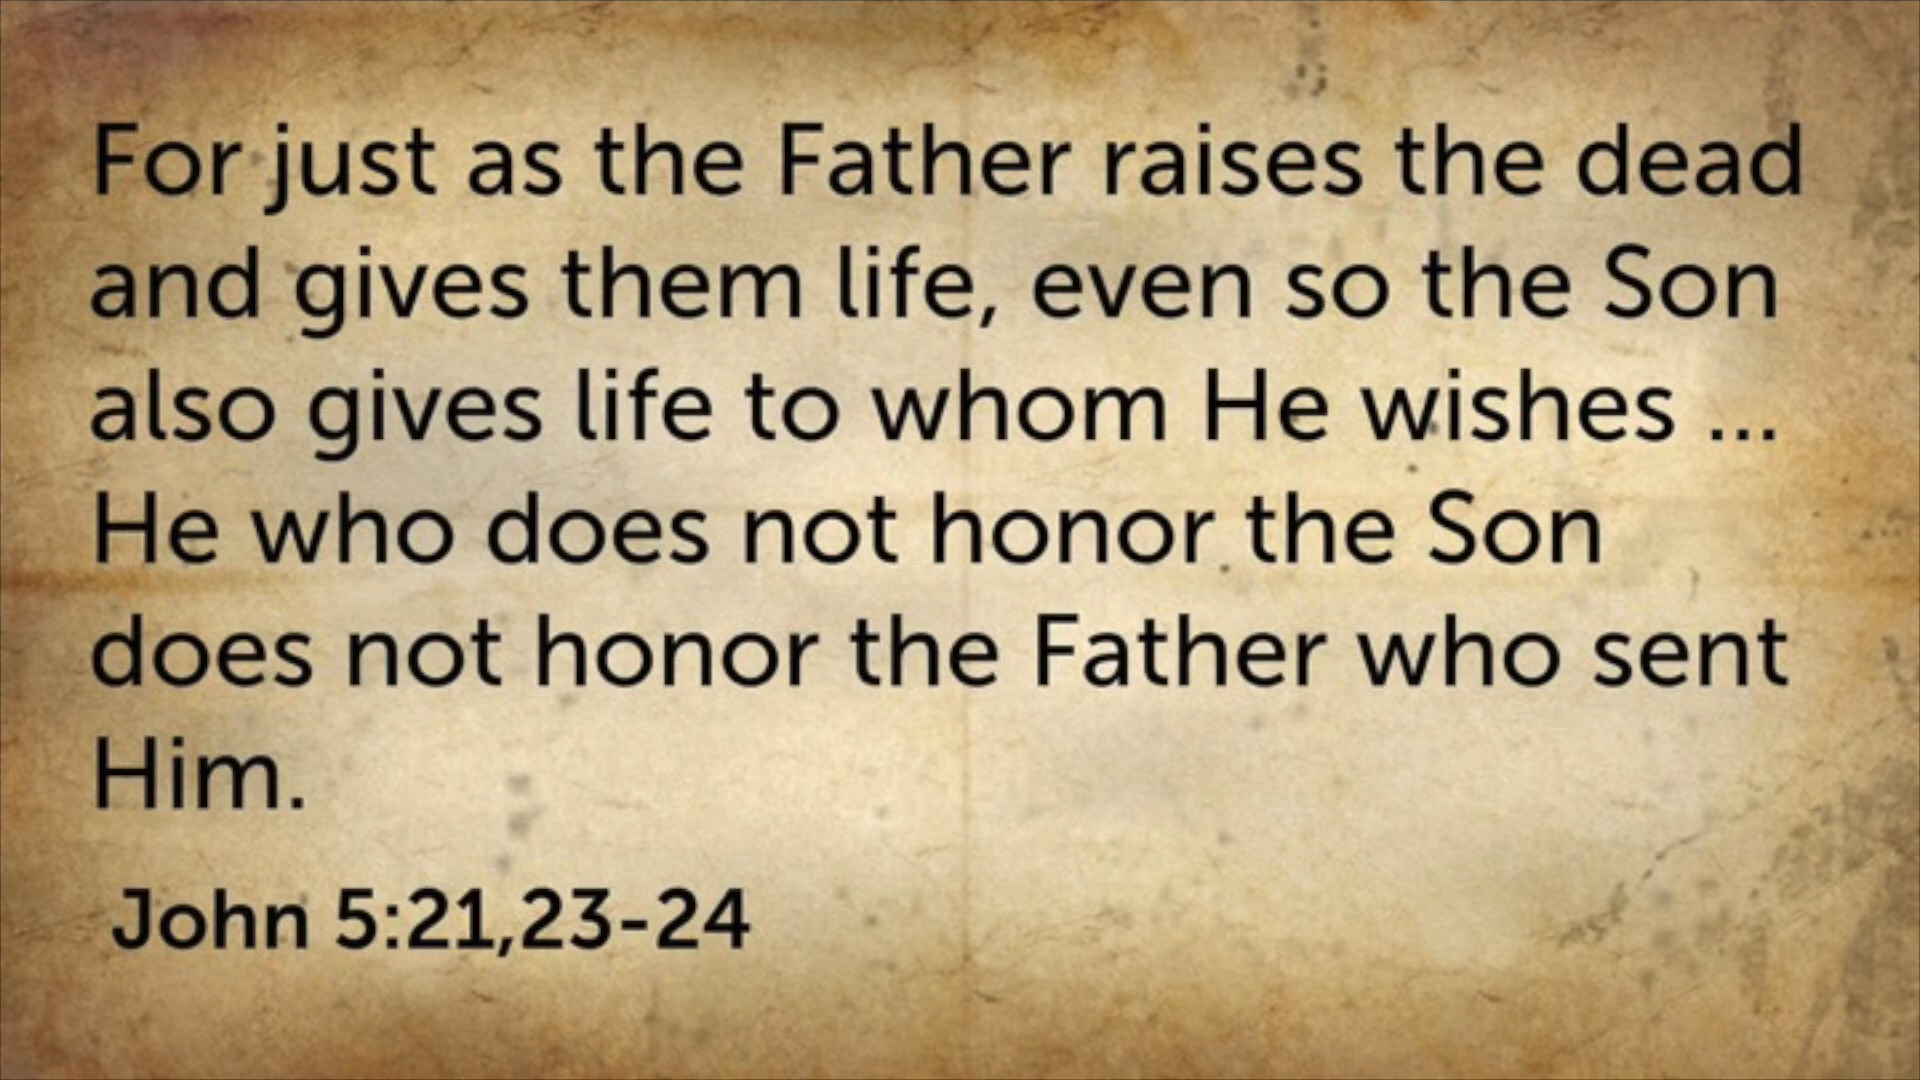 For just as the Father raises the dead
and gives them life, even so the Son
also gives life to whom He wishes ...
He who does not honor the Son
does not honor the Father who sent
Him.
John 5:21,23-24